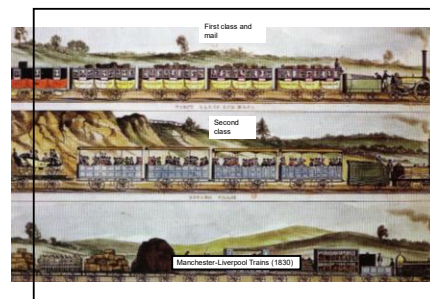 First class and
mail
Second
class
Manchester-Liverpool Trains (1830)